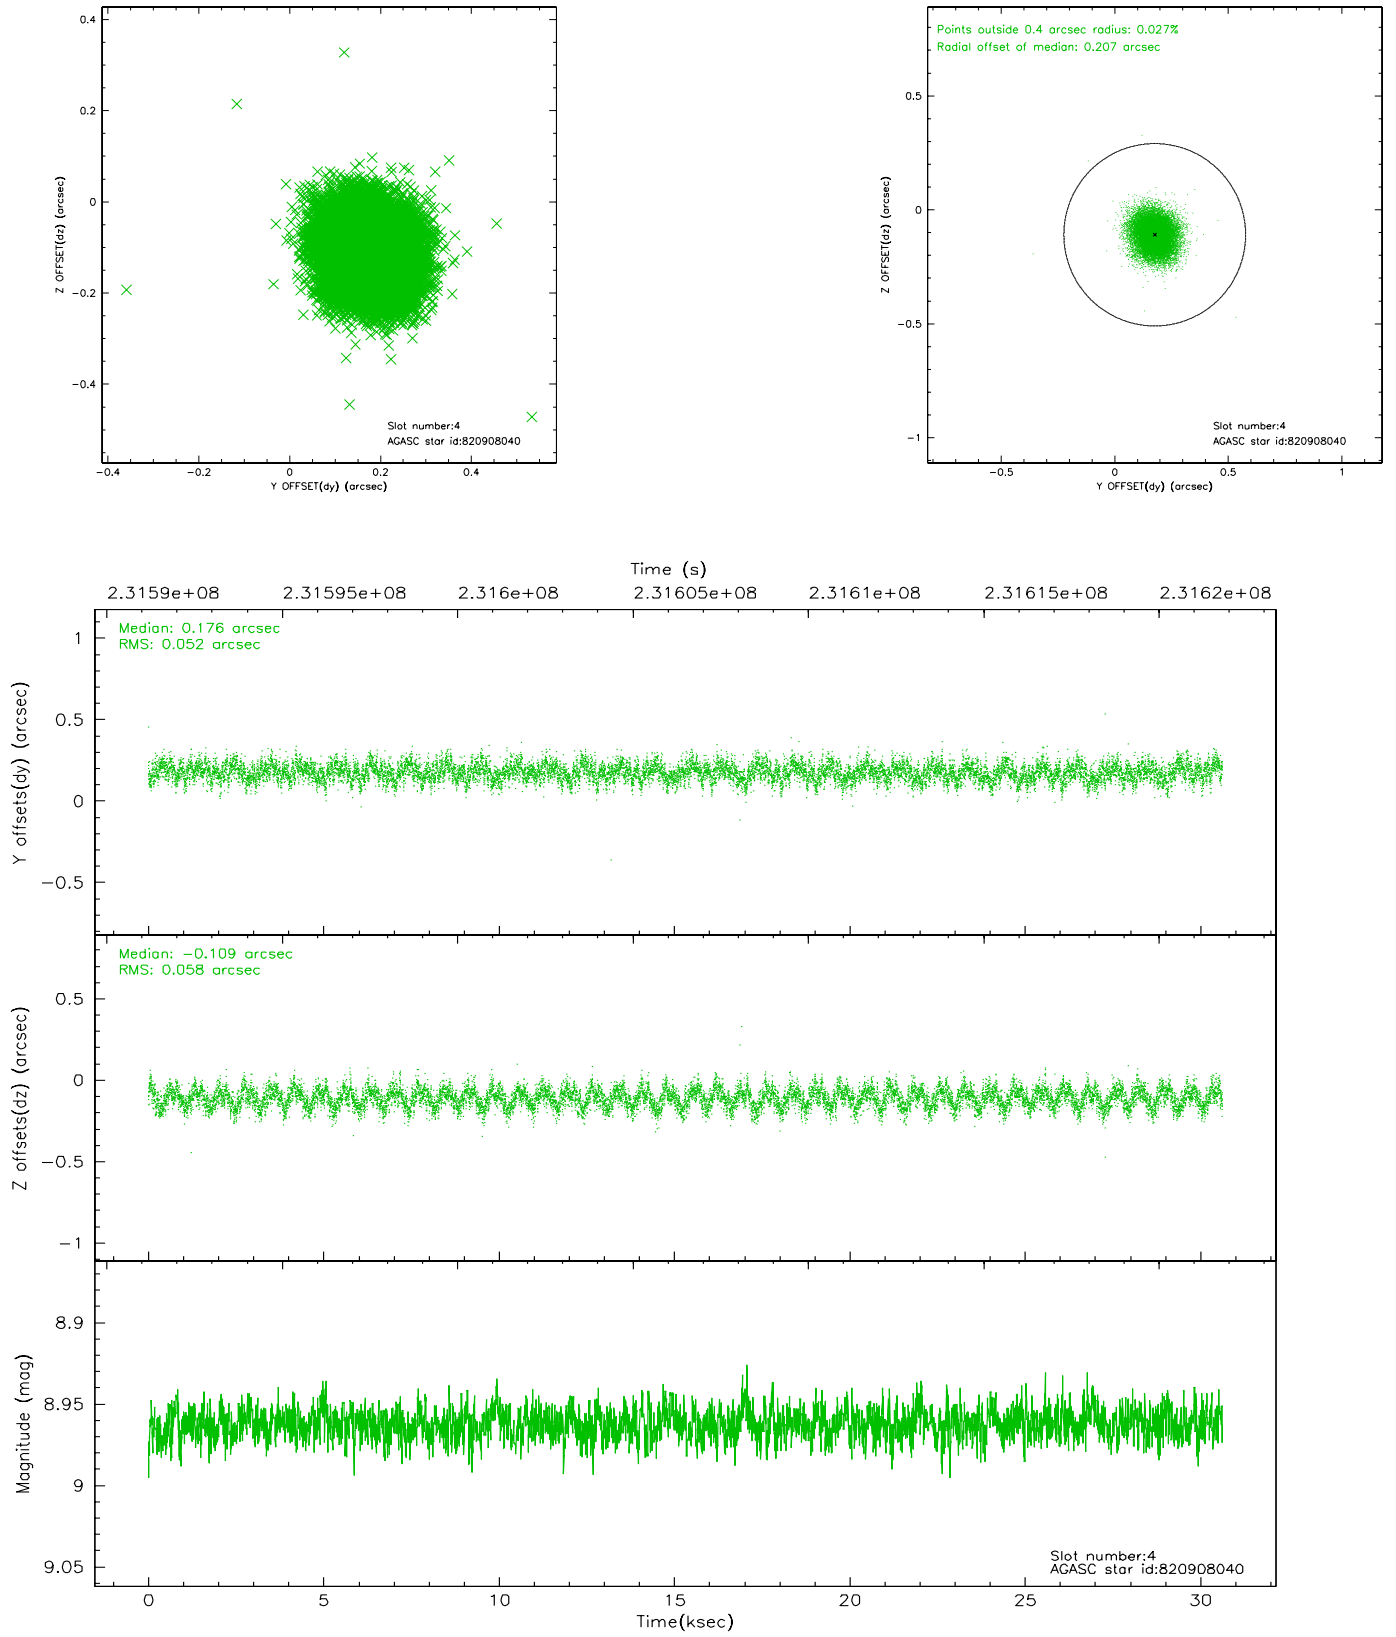 0.4
0.2
0
−0.2
−0.4
Z OFFSET(dz) (arcsec)
Slot number:4
AGASC star id:820908040
−0.4
−0.2
0
0.2
0.4
Y OFFSET(dy) (arcsec)
Points outside 0.4 arcsec radius: 0.027%
Radial offset of median: 0.207 arcsec
0.5
0
−0.5
−1
Z OFFSET(dz) (arcsec)
Slot number:4
AGASC star id:820908040
−0.5
0
0.5
1
Y OFFSET(dy) (arcsec)
Time (s)
2.3159e+08
2.31595e+08
2.316e+08
2.31605e+08
2.3161e+08
2.31615e+08
2.3162e+08
Median: 0.176 arcsec
RMS: 0.052 arcsec
1
0.5
0
−0.5
Y offsets(dy) (arcsec)
Median: −0.109 arcsec
RMS: 0.058 arcsec
0.5
0
−0.5
−1
Z offsets(dz) (arcsec)
8.9
8.95
9
9.05
Magnitude (mag)
Slot number:4
AGASC star id:820908040
0
5
10
15
20
25
30
Time(ksec)